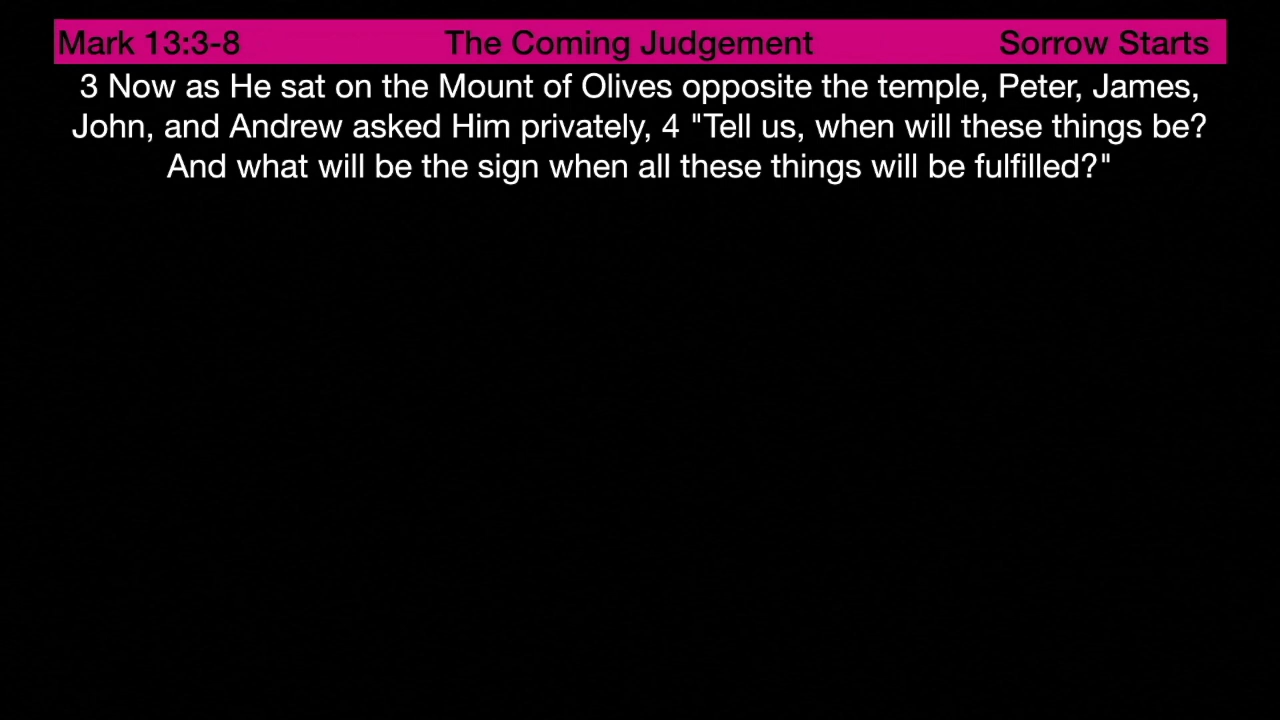 Mark 13:3-8 The Coming Judgement Sorrow Starts
3 Now as He sat on the Mount of Olives opposite the temple, Peter, James,
John, and Andrew asked Him privately, 4 "Tell us, when will these things be?
And what will be the sign when all these things will be fulfilled?"